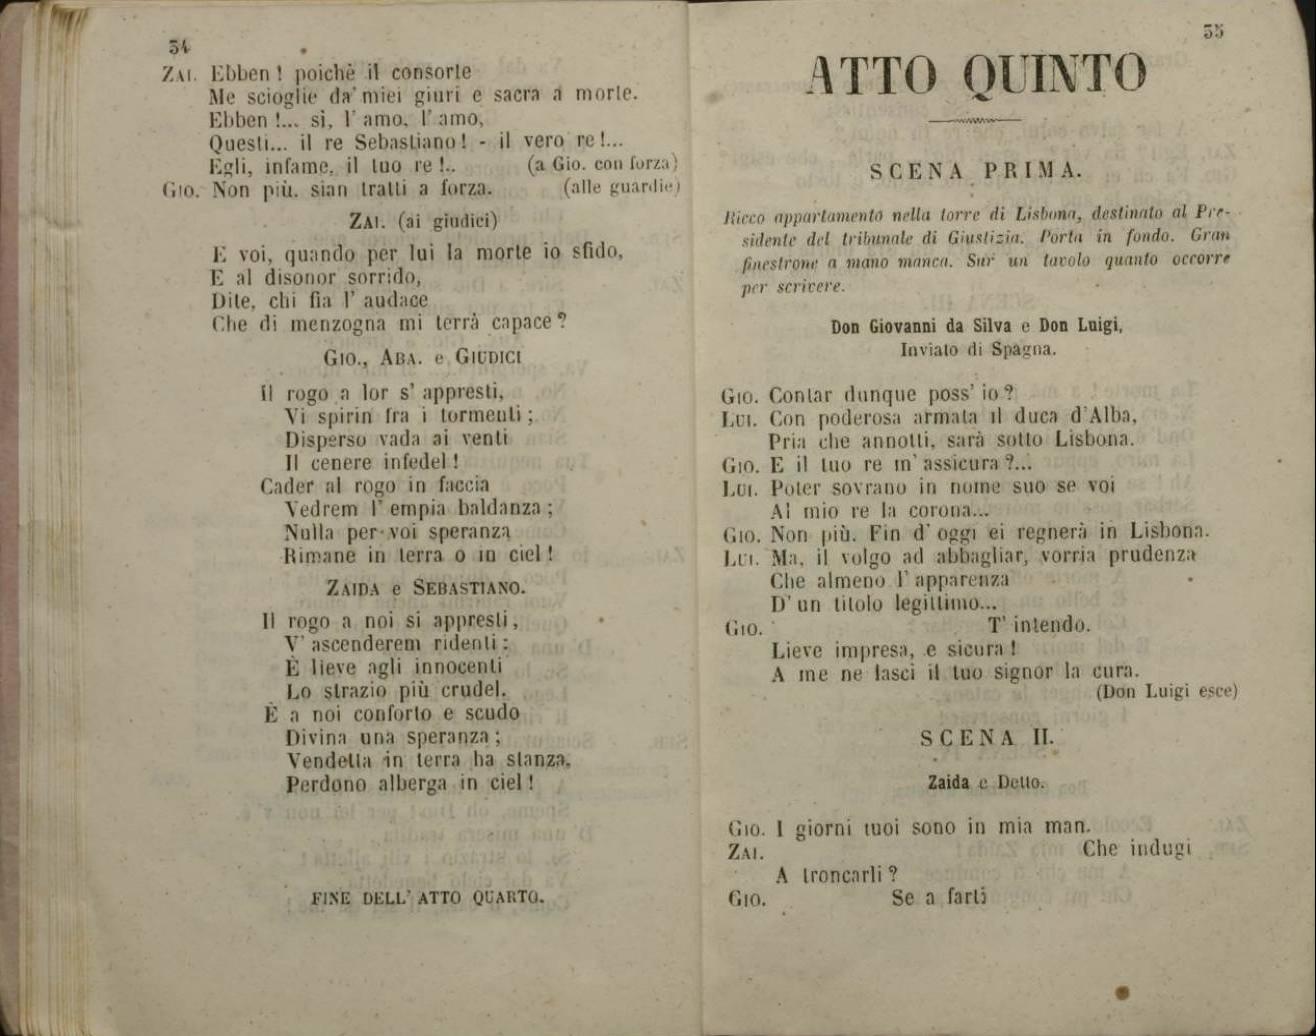 34
ZAI. Ebben! poichè il consorte
Me scioglie da' miei giuri e sacra a morte.
Ebben!... sì, l'amo, l'amo,
Questi... il re Sebastiano! - il vero re!...
Egli, infame, il tuo re!.. (a Gio. con forza)
GIO. Non più. sian tratti a forza. (alle guardie)
ZAI. (ai giudici)
E voi, quando per lui la morte io sfido,
E al disonor sorrido,
Dite, chi fia l'audace
Che di menzogna mi terrà capace?
GIO., ABA. e GIUDICI
Il rogo a lor s'appresti,
Vi spirin fra i tormenti;
Disperso vada ai venti
Il cenere infedel!
Cader al rogo in faccia
Vedrem l'empia baldanza;
Nulla per voi speranza
Rimane in terra o in ciel!
ZAIDA e SEBASTIANO.
Il rogo a noi si appresti,
V'ascenderem ridenti:
È lieve agli innocenti
Lo strazio più crudel.
È a noi conforto e scudo
Divina una speranza;
Vendetta in terra ha stanza,
Perdono alberga in ciel!
FINE DELL'ATTO QUARTO.
35
ATTO QUINTO
SCENA PRIMA.
Ricco appartamento nella torre di Lisbona, destinato al Pre-
sidente del tribunale di Giustizia. Porta in fondo. Gran
finestrone a mano manca. Sur un tavolo quanto occorre
per scrivere.
Don Giovanni da Silva e Don Luigi,
Inviato di Spagna.
GIO. Contar dunque poss'io?
LUI. Con poderosa armata il duca d'Alba,
Pria che annotti, sarà sotto Lisbona.
GIO. E il tuo re m'assicura?...
LUI. Poter sovrano in nome suo se voi
Al mio re la corona...
GIO. Non più. Fin d'oggi ei regnerà in Lisbona.
LUI. Ma, il volgo ad abbagliar, vorria prudenza
Che almeno l'apparenza
D'un titolo legittimo...
GIO. T'intendo.
Lieve impresa, e sicura!
A me ne lasci il tuo signor la cura.
(Don Luigi esce)
SCENA II.
Zaida e Detto.
GIO. I giorni tuoi sono in mia man.
ZAI. Che indugi
A troncarli?
GIO. Se a farti